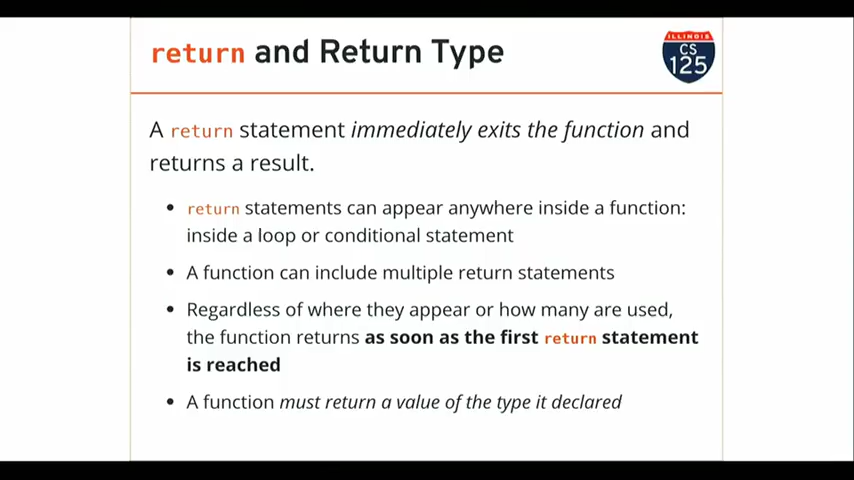 return and Return Type
ILLINOIS
CS
125
A return statement immediately exits the function and
returns a result.
• return statements can appear anywhere inside a function:
inside a loop or conditional statement
• A function can include multiple return statements
• Regardless of where they appear or how many are used,
the function returns as soon as the first return statement
is reached
• A function must return a value of the type it declared